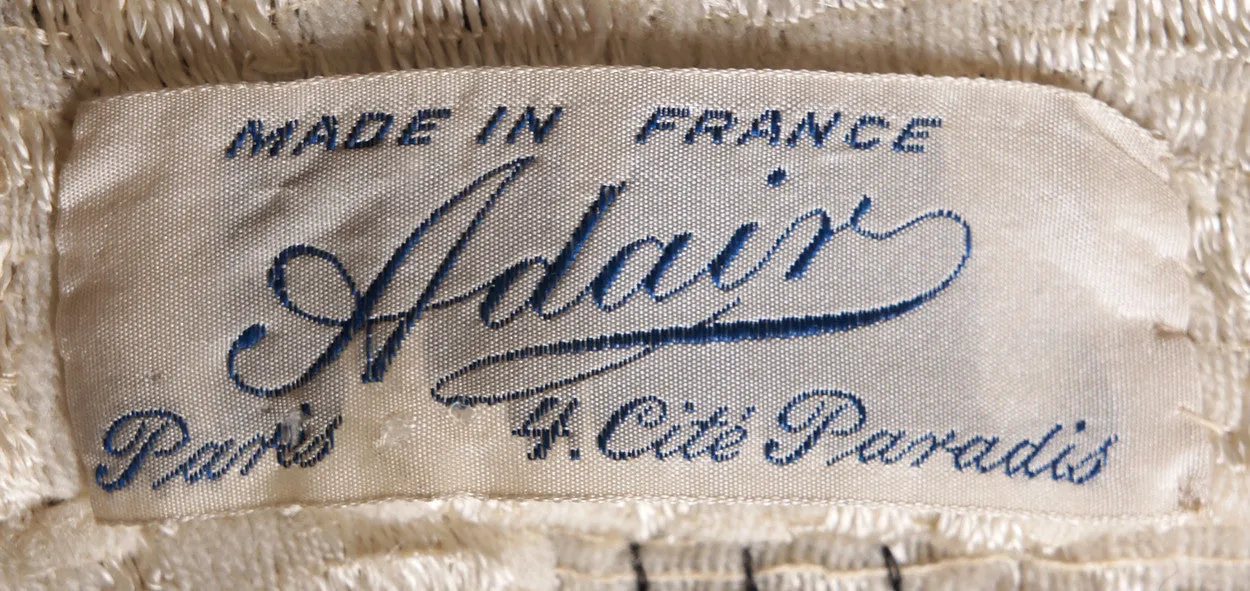 MADE IN FRANCE
Adair
Paris 4. Cité Paradis